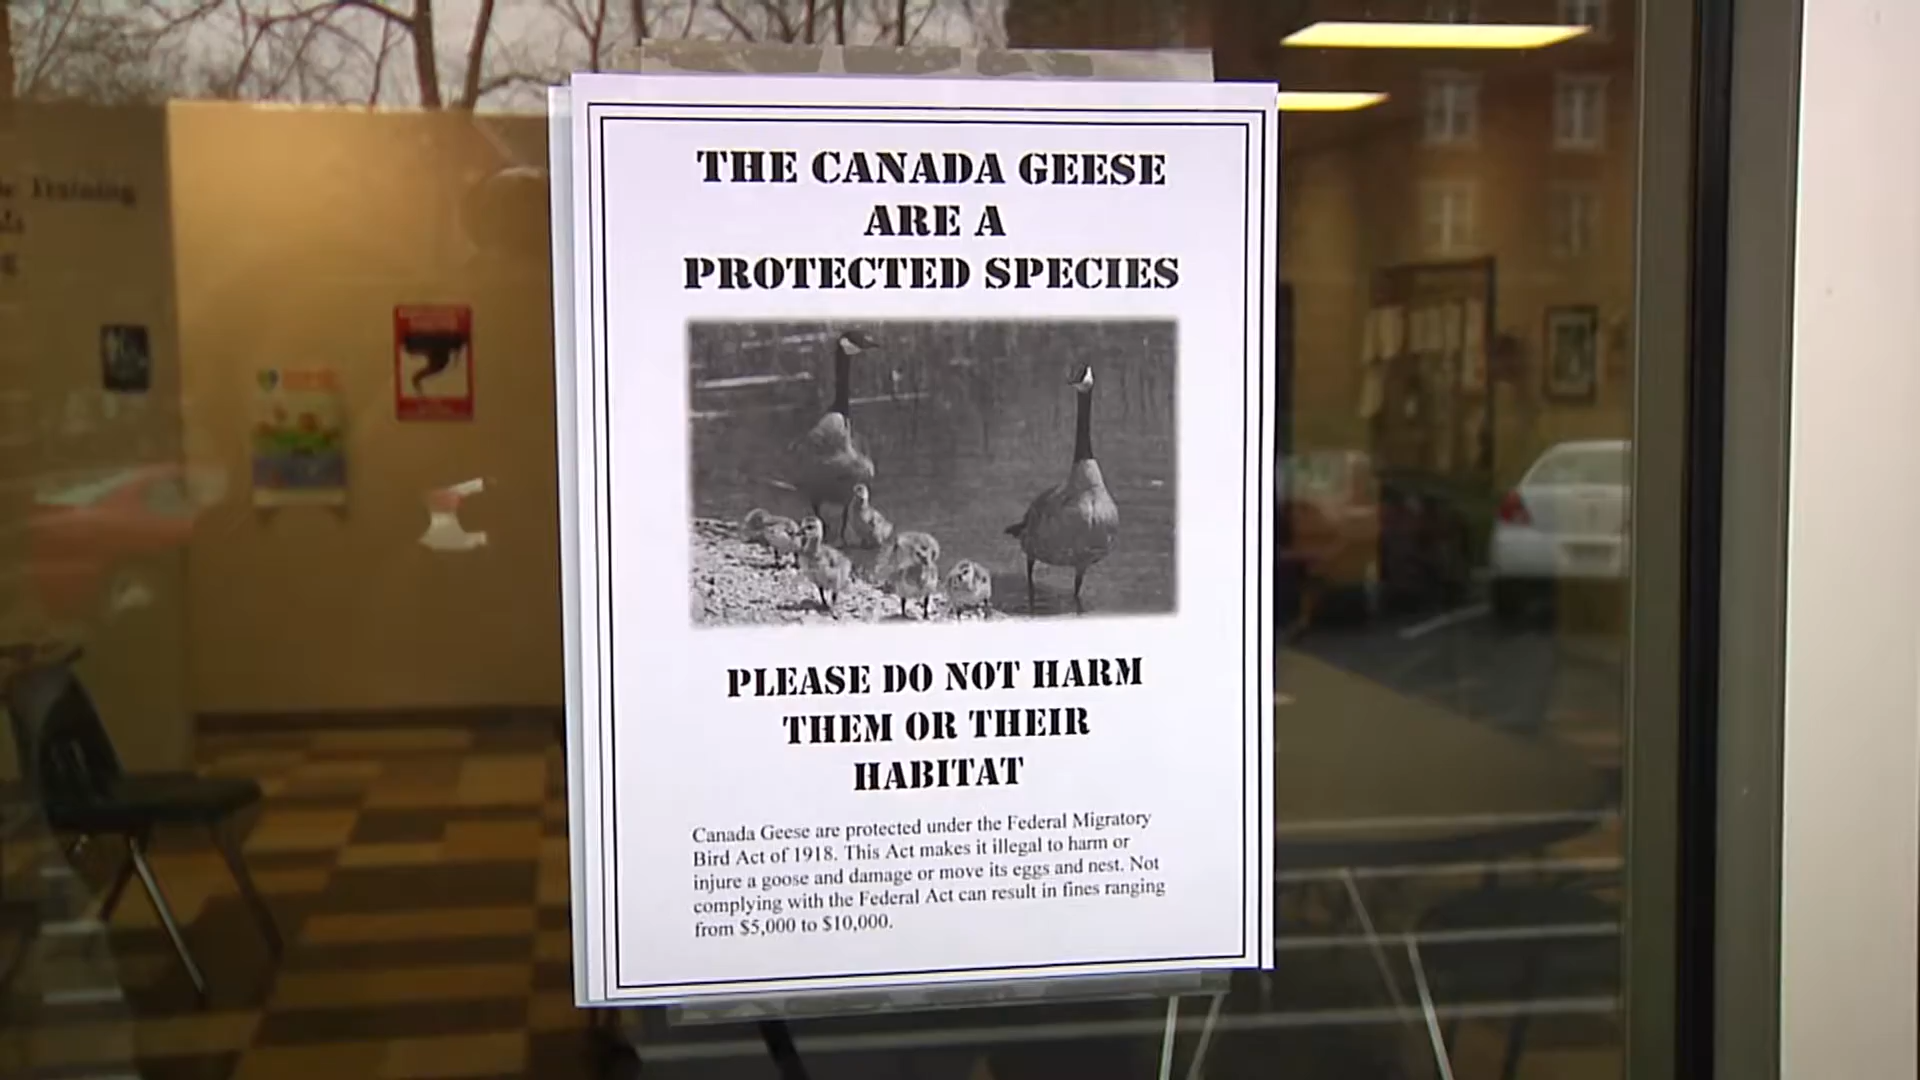 Training
THE CANADA GEESE
ARE A
PROTECTED SPECIES
PLEASE DO NOT HARM
THEM OR THEIR
HABITAT
Canada Geese are protected under the Federal Migratory
Bird Act of 1918. This Act makes it illegal to harm or
injure a goose and damage or move its eggs and nest. Not
complying with the Federal Act can result in fines ranging
from $5,000 to $10,000.